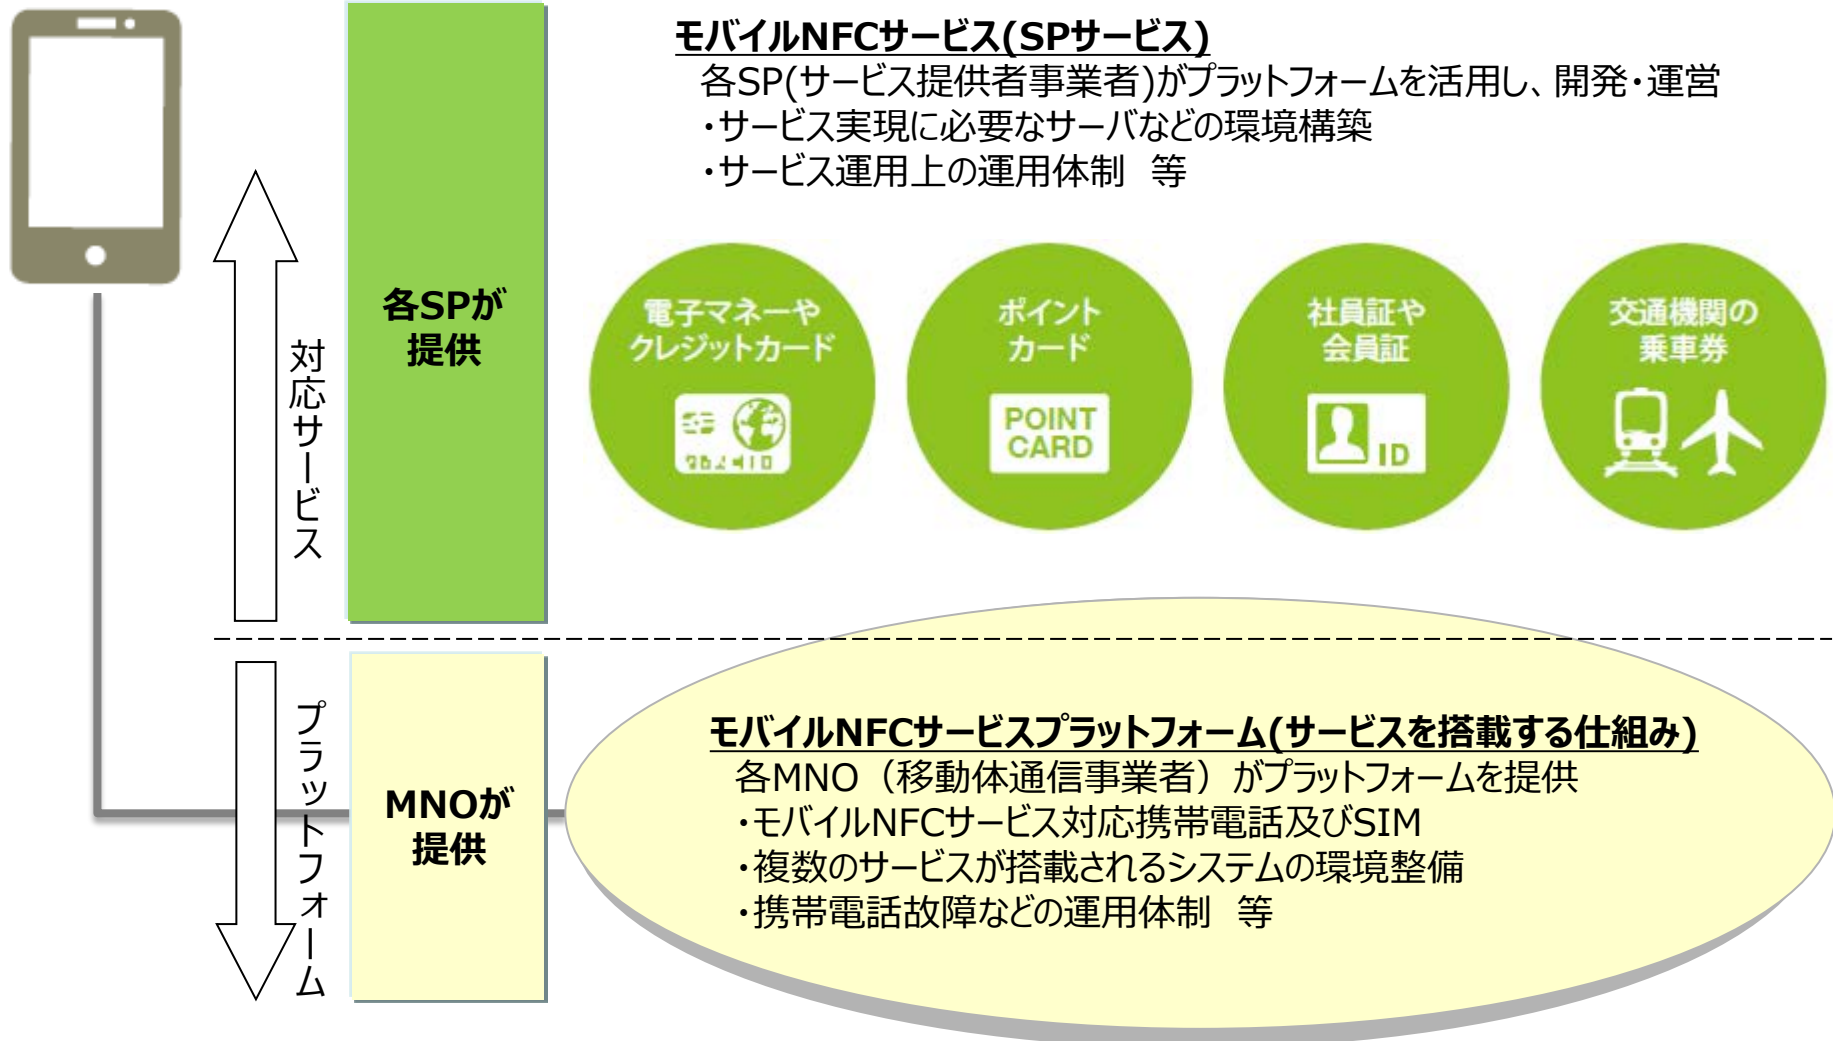 モバイルNFCサービス(SPサービス)
各SP(サービス提供者事業者)がプラットフォームを活用し、開発・運営
・サービス実現に必要なサーバなどの環境構築
・サービス運用上の運用体制　等
対応サービス
各SPが
提供
電子マネーや
クレジットカード
ポイント
カード
POINT
CARD
社員証や
会員証
ID
交通機関の
乗車券
プラットフォーム
MNOが
提供
モバイルNFCサービスプラットフォーム(サービスを搭載する仕組み)
各MNO（移動体通信事業者）がプラットフォームを提供
・モバイルNFCサービス対応携帯電話及びSIM
・複数のサービスが搭載されるシステムの環境整備
・携帯電話故障などの運用体制　等